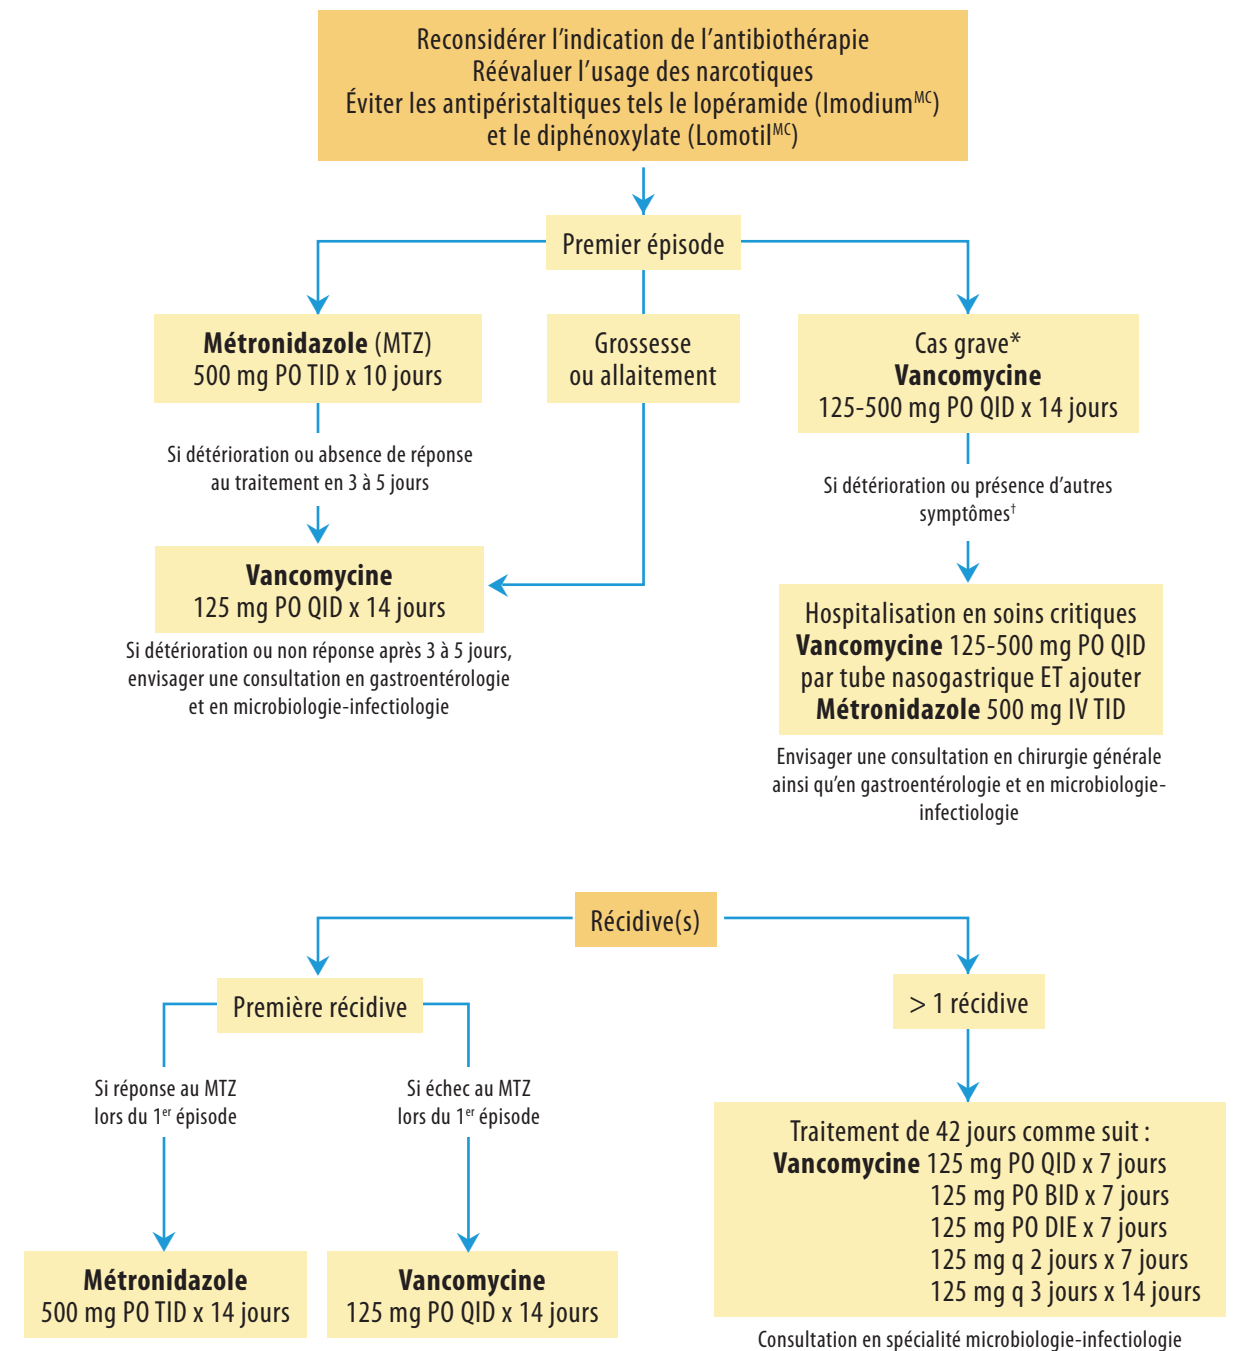 Reconsidérer l’indication de l’antibiothérapie
Réévaluer l’usage des narcotiques
Éviter les antipéristaltiques tels le lopéramide (Imodium^MC)
et le diphénoxylate (Lomotil^MC)
Premier épisode
Métronidazole (MTZ)
500 mg PO TID x 10 jours
Grossesse
ou allaitement
Cas grave*
Vancomycine
125-500 mg PO QID x 14 jours
Si détérioration ou absence de réponse
au traitement en 3 à 5 jours
Si détérioration ou présence d’autres
symptômes†
Vancomycine
125 mg PO QID x 14 jours
Si détérioration ou non réponse après 3 à 5 jours,
envisager une consultation en gastroentérologie
et en microbiologie-infectiologie
Hospitalisation en soins critiques
Vancomycine 125-500 mg PO QID
par tube nasogastrique ET ajouter
Métronidazole 500 mg IV TID
Envisager une consultation en chirurgie générale
ainsi qu’en gastroentérologie et en microbiologie-
infectiologie
Récidive(s)
Première récidive
> 1 récidive
Si réponse au MTZ
lors du 1er épisode
Si échec au MTZ
lors du 1er épisode
Métronidazole
500 mg PO TID x 14 jours
Vancomycine
125 mg PO QID x 14 jours
Traitement de 42 jours comme suit :
Vancomycine 125 mg PO QID x 7 jours
125 mg PO BID x 7 jours
125 mg PO DIE x 7 jours
125 mg q 2 jours x 7 jours
125 mg q 3 jours x 14 jours
Consultation en spécialité microbiologie-infectiologie